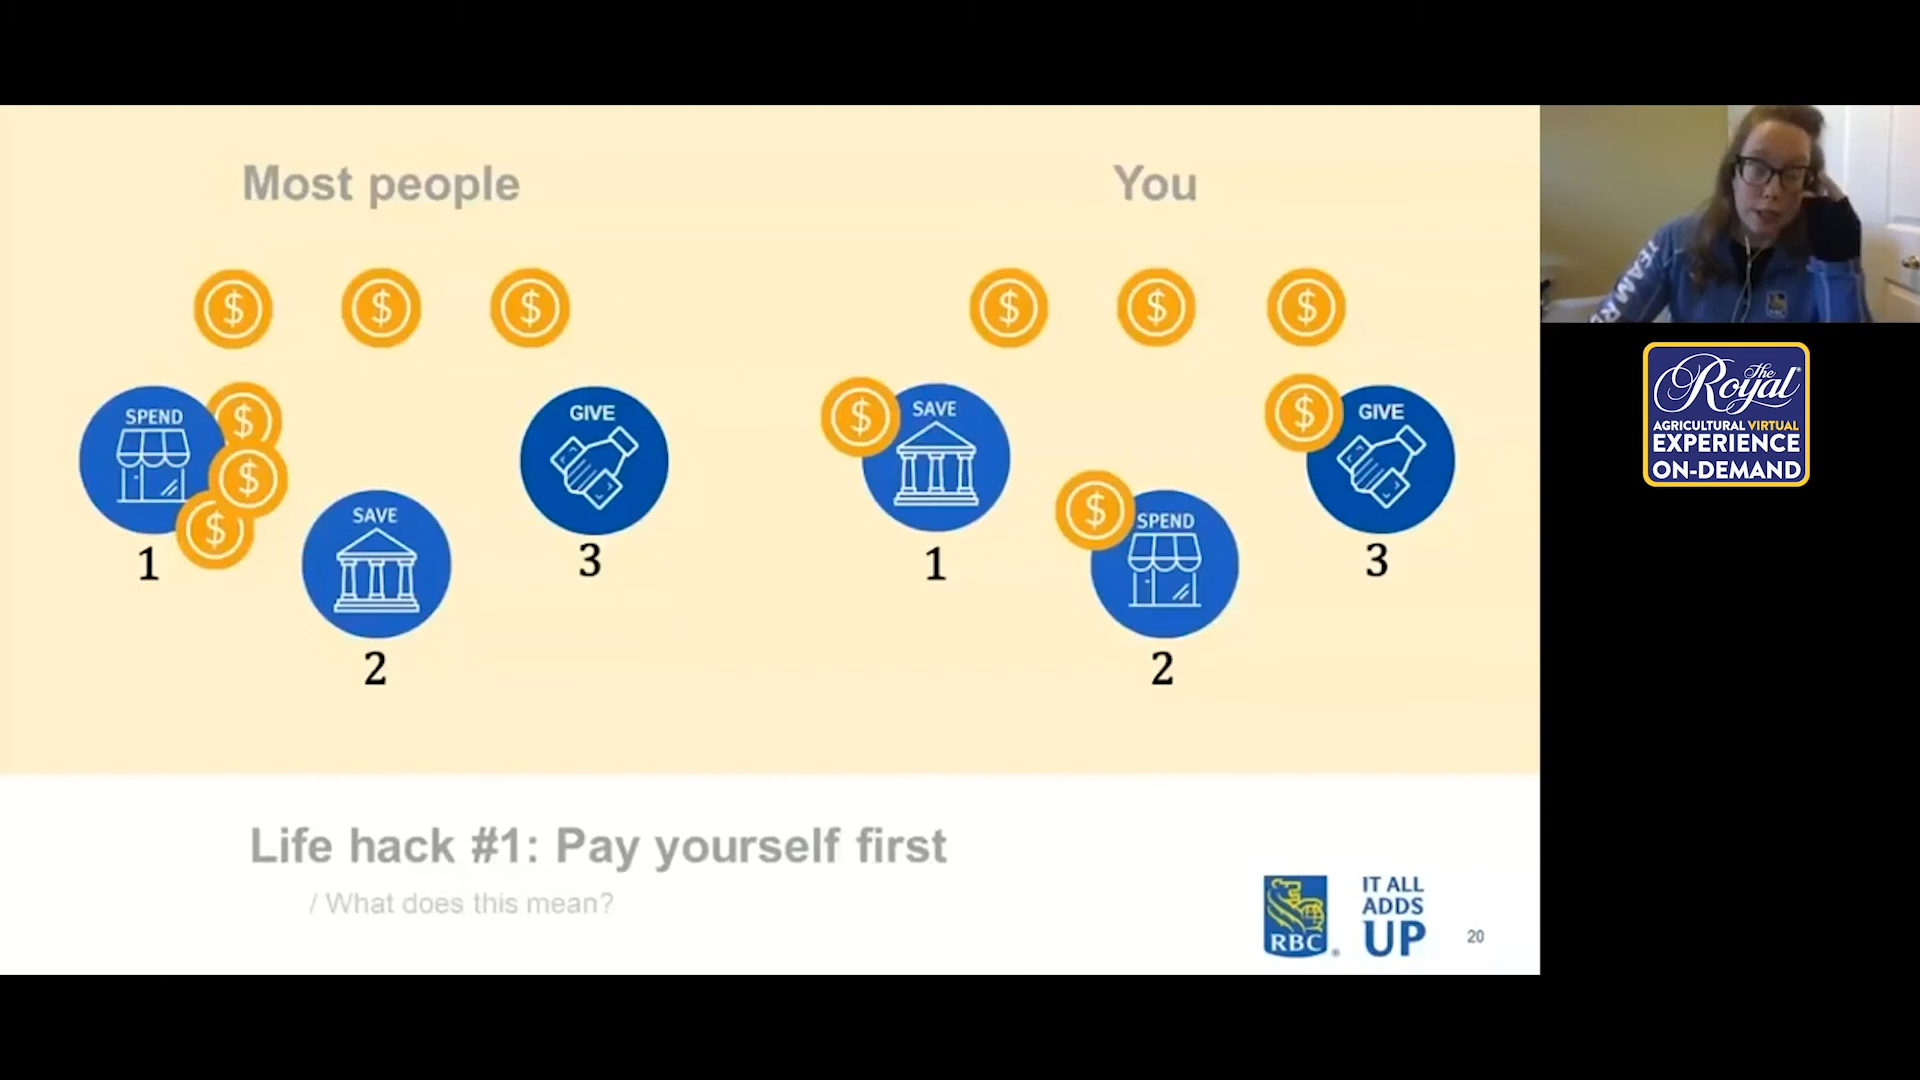 Most people
You
$ $ $
$ $ $
SPEND
$
$
$
1
SAVE
2
GIVE
3
$
SAVE
1
$
SPEND
2
$
GIVE
3
Life hack #1: Pay yourself first
/ What does this mean?
RBC ®
IT ALL
ADDS
UP
20
TEAM R
RBC
The
Royal®
AGRICULTURAL VIRTUAL
EXPERIENCE
ON-DEMAND